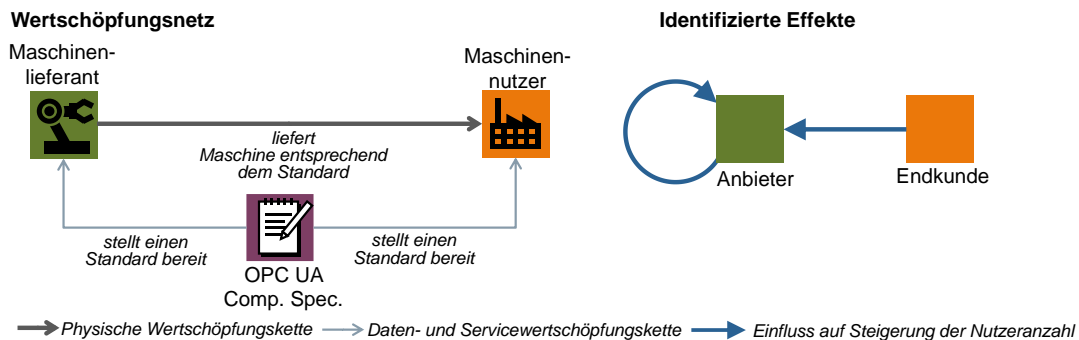 Wertschöpfungsnetz
Maschinen-
lieferant
Maschinen-
nutzer
liefert
Maschine entsprechend
dem Standard
stellt einen
Standard bereit
stellt einen
Standard bereit
OPC UA
Comp. Spec.
Identifizierte Effekte
Anbieter
Endkunde
Physische Wertschöpfungskette
Daten- und Servicewertschöpfungskette
Einfluss auf Steigerung der Nutzeranzahl